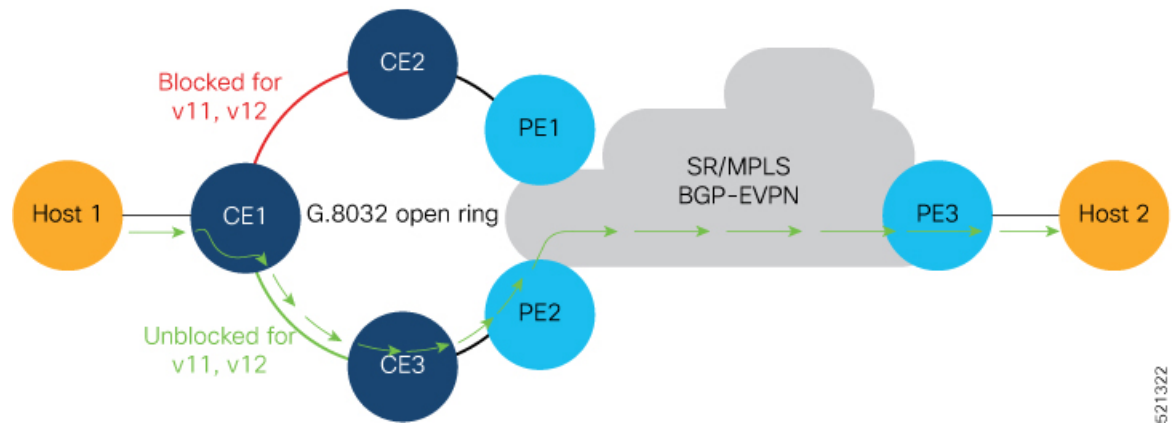 CE2
Blocked for
v11, v12
PE1
SR/MPLS
BGP-EVPN
Host 1
CE1
G.8032 open ring
PE3
Host 2
PE2
Unblocked for
v11, v12
CE3
521322